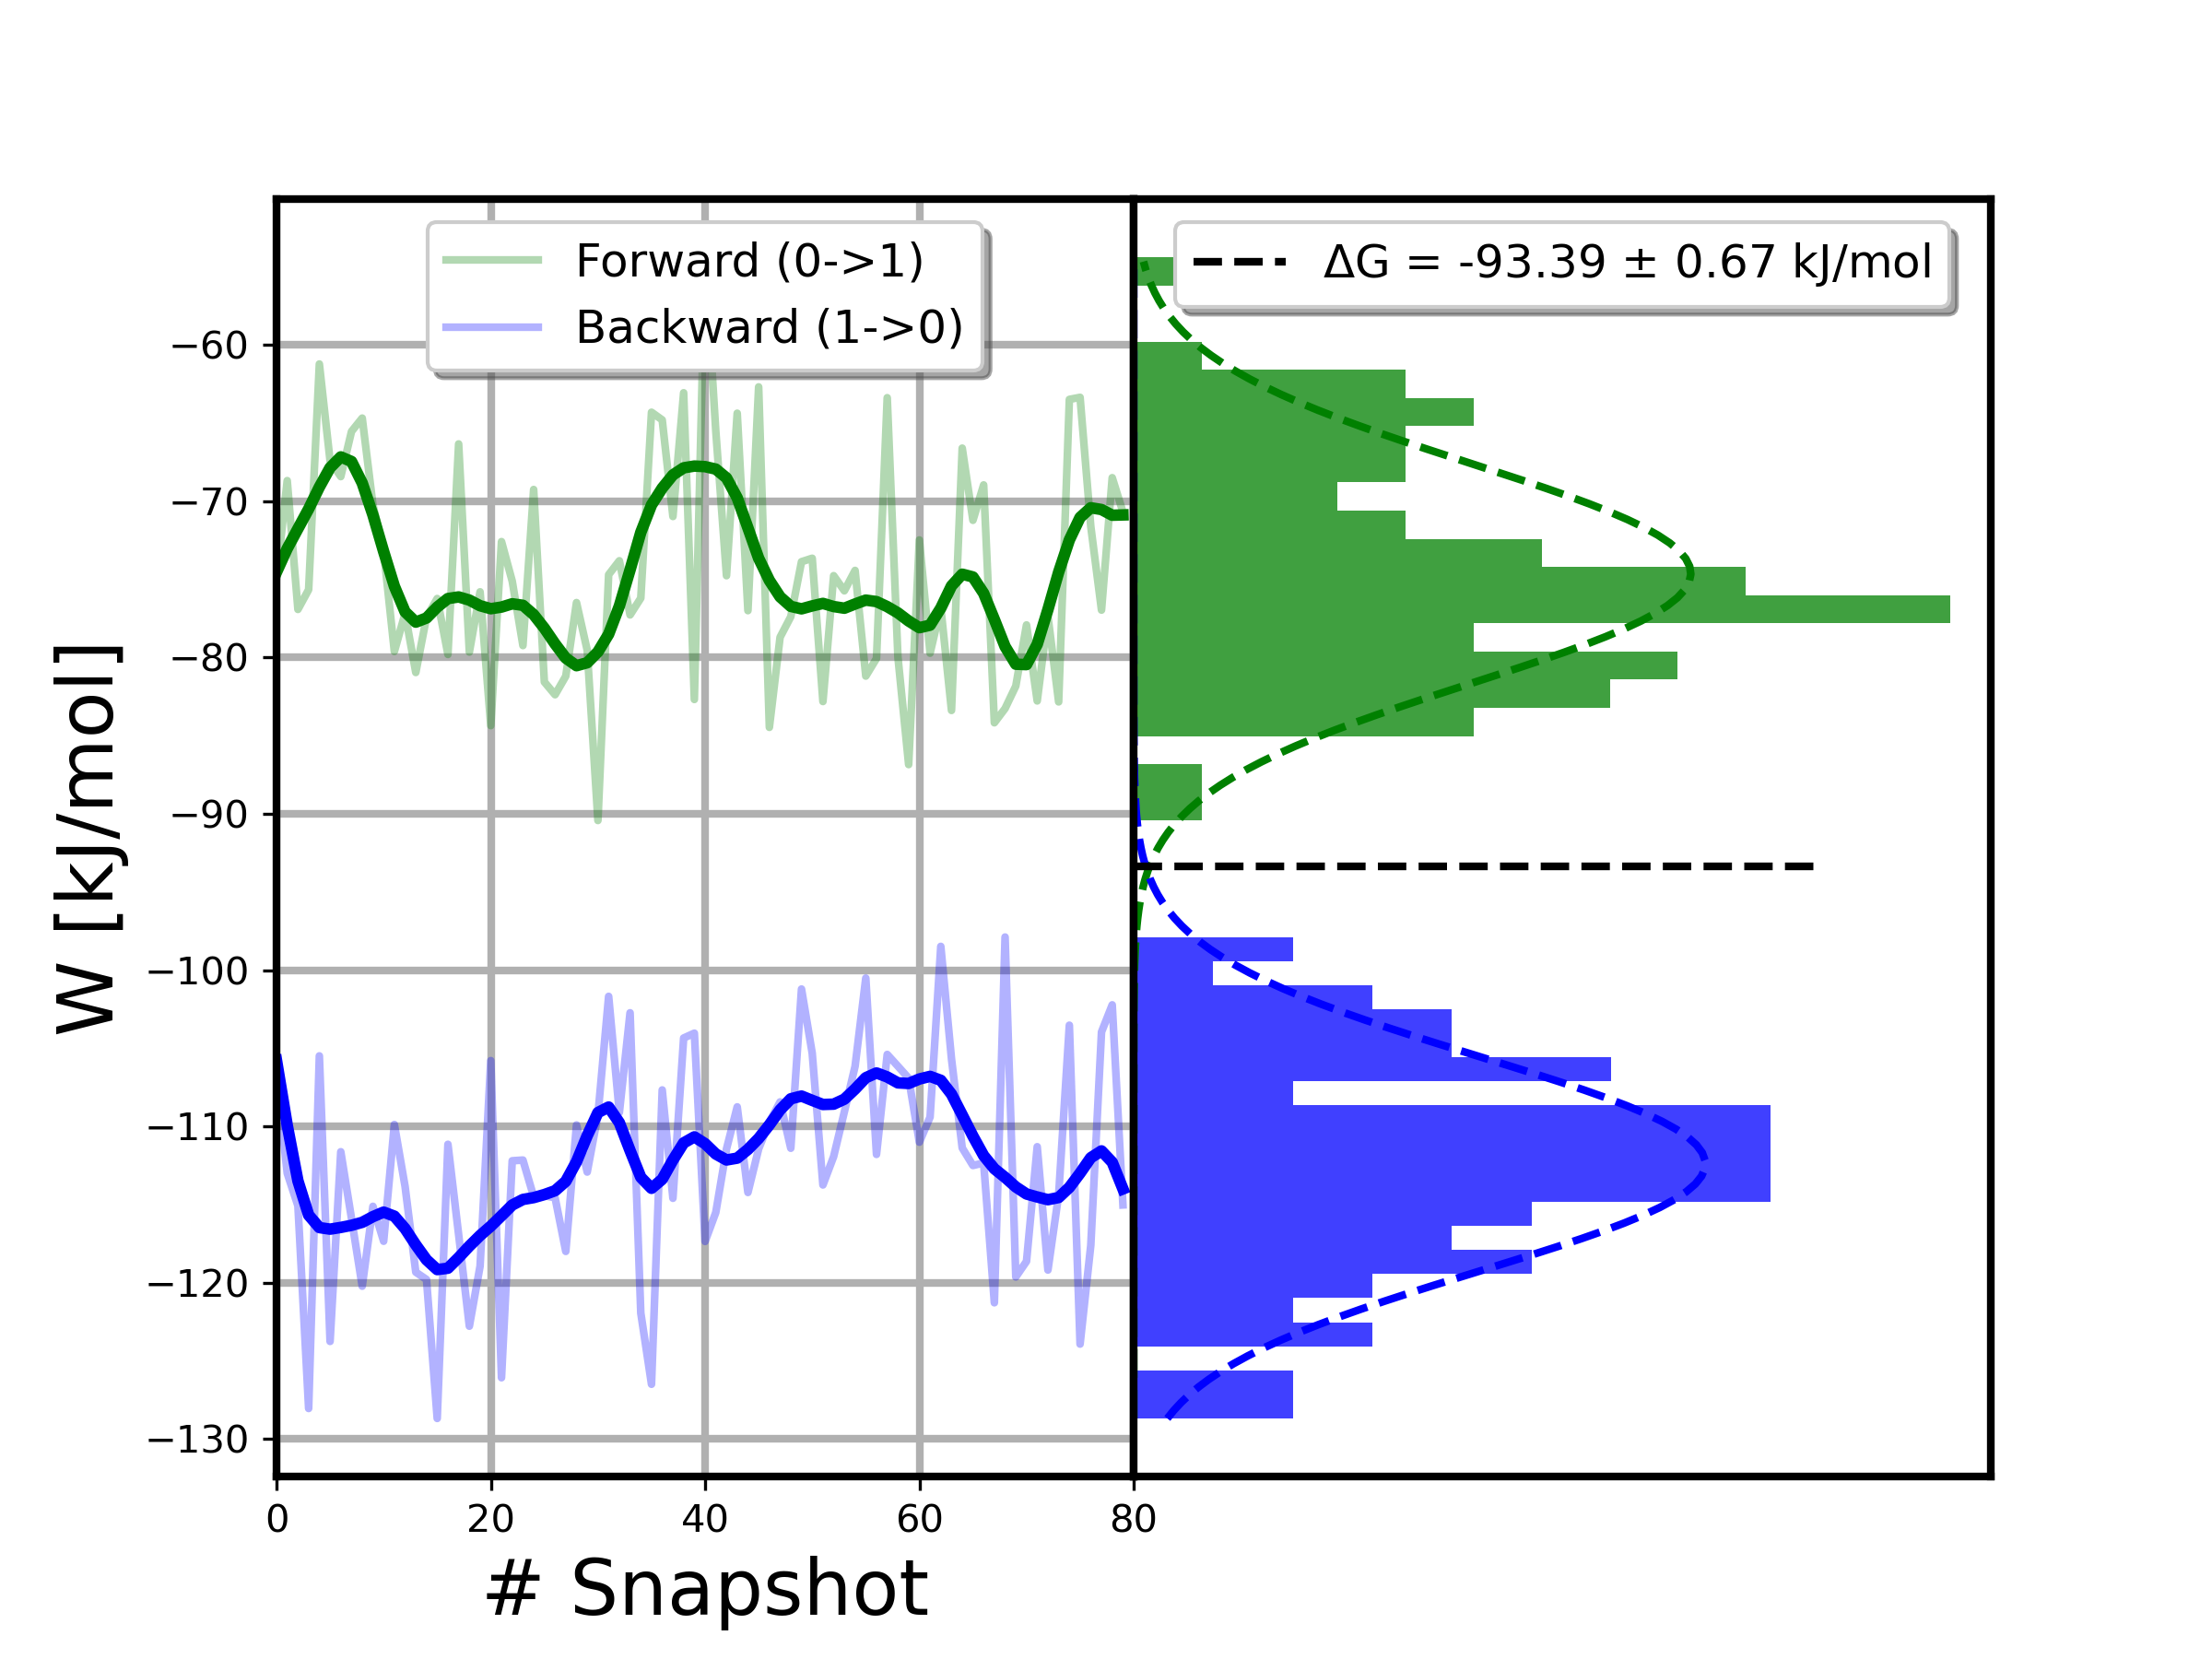 Forward (0->1)
Backward (1->0)
ΔG = -93.39 ± 0.67 kJ/mol
W [kJ/mol]
−60
−70
−80
−90
−100
−110
−120
−130
0 20 40 60 80
# Snapshot